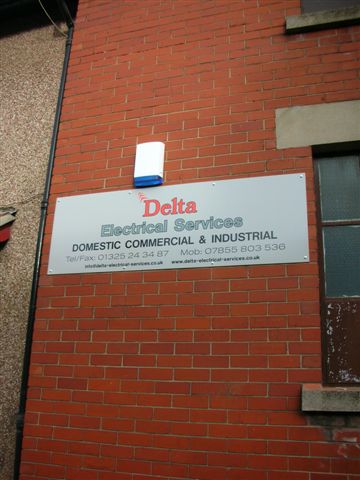 Delta
Electrical Services
DOMESTIC COMMERCIAL & INDUSTRIAL
Tel/Fax: 01325 24 34 87 Mob: 07855 803 536
info@delta-electrical-services.co.uk www.delta-electrical-services.co.uk